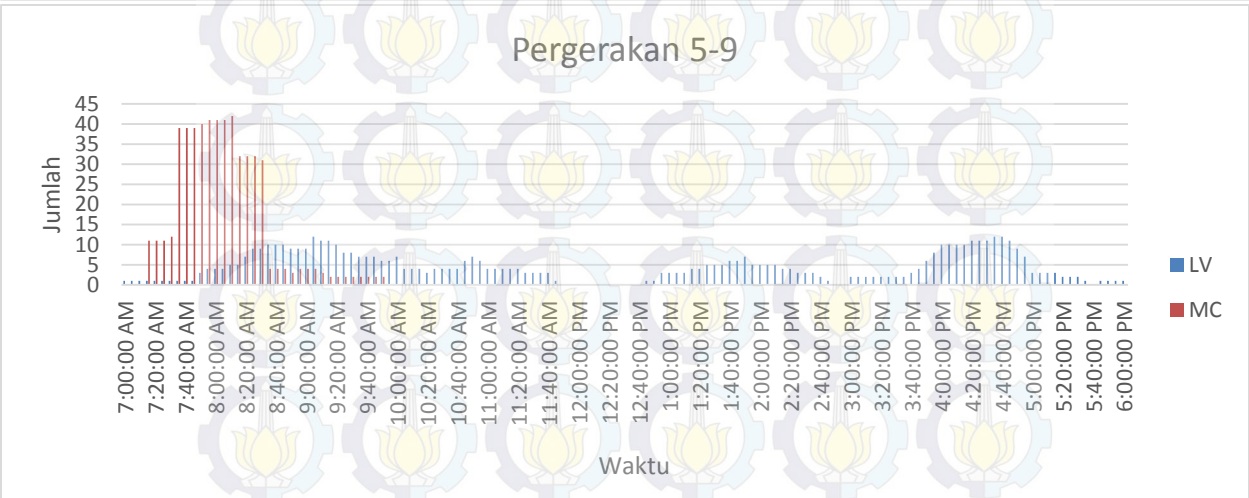 Pergerakan 5-9
Jumlah
45
40
35
30
25
20
15
10
5
0
7:00:00 AM
7:20:00 AM
7:40:00 AM
8:00:00 AM
8:20:00 AM
8:40:00 AM
9:00:00 AM
9:20:00 AM
9:40:00 AM
10:00:00 AM
10:20:00 AM
10:40:00 AM
11:00:00 AM
11:20:00 AM
11:40:00 AM
12:00:00 PM
12:20:00 PM
12:40:00 PM
1:00:00 PM
1:20:00 PM
1:40:00 PM
2:00:00 PM
2:20:00 PM
2:40:00 PM
3:00:00 PM
3:20:00 PM
3:40:00 PM
4:00:00 PM
4:20:00 PM
4:40:00 PM
5:00:00 PM
5:20:00 PM
5:40:00 PM
6:00:00 PM
Waktu
LV
MC